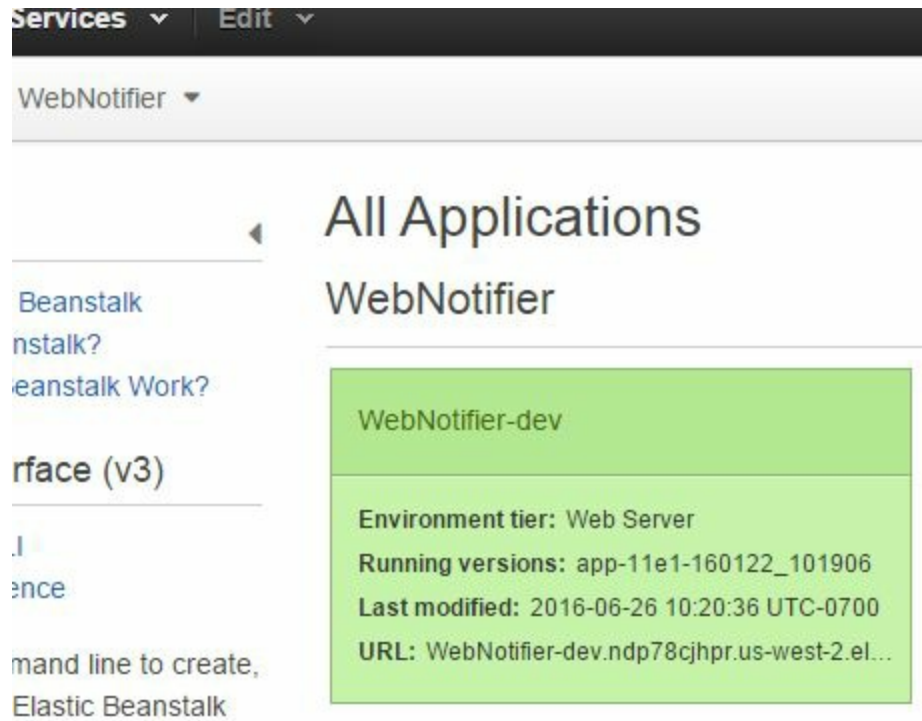 Services Edit
WebNotifier
All Applications
WebNotifier
Beanstalk
nstalk?
eanstalk Work?
rface (v3)
ence
mand line to create,
Elastic Beanstalk
WebNotifier-dev
Environment tier: Web Server
Running versions: app-11e1-160122_101906
Last modified: 2016-06-26 10:20:36 UTC-0700
URL: WebNotifier-dev.ndp78cjhpr.us-west-2.el...